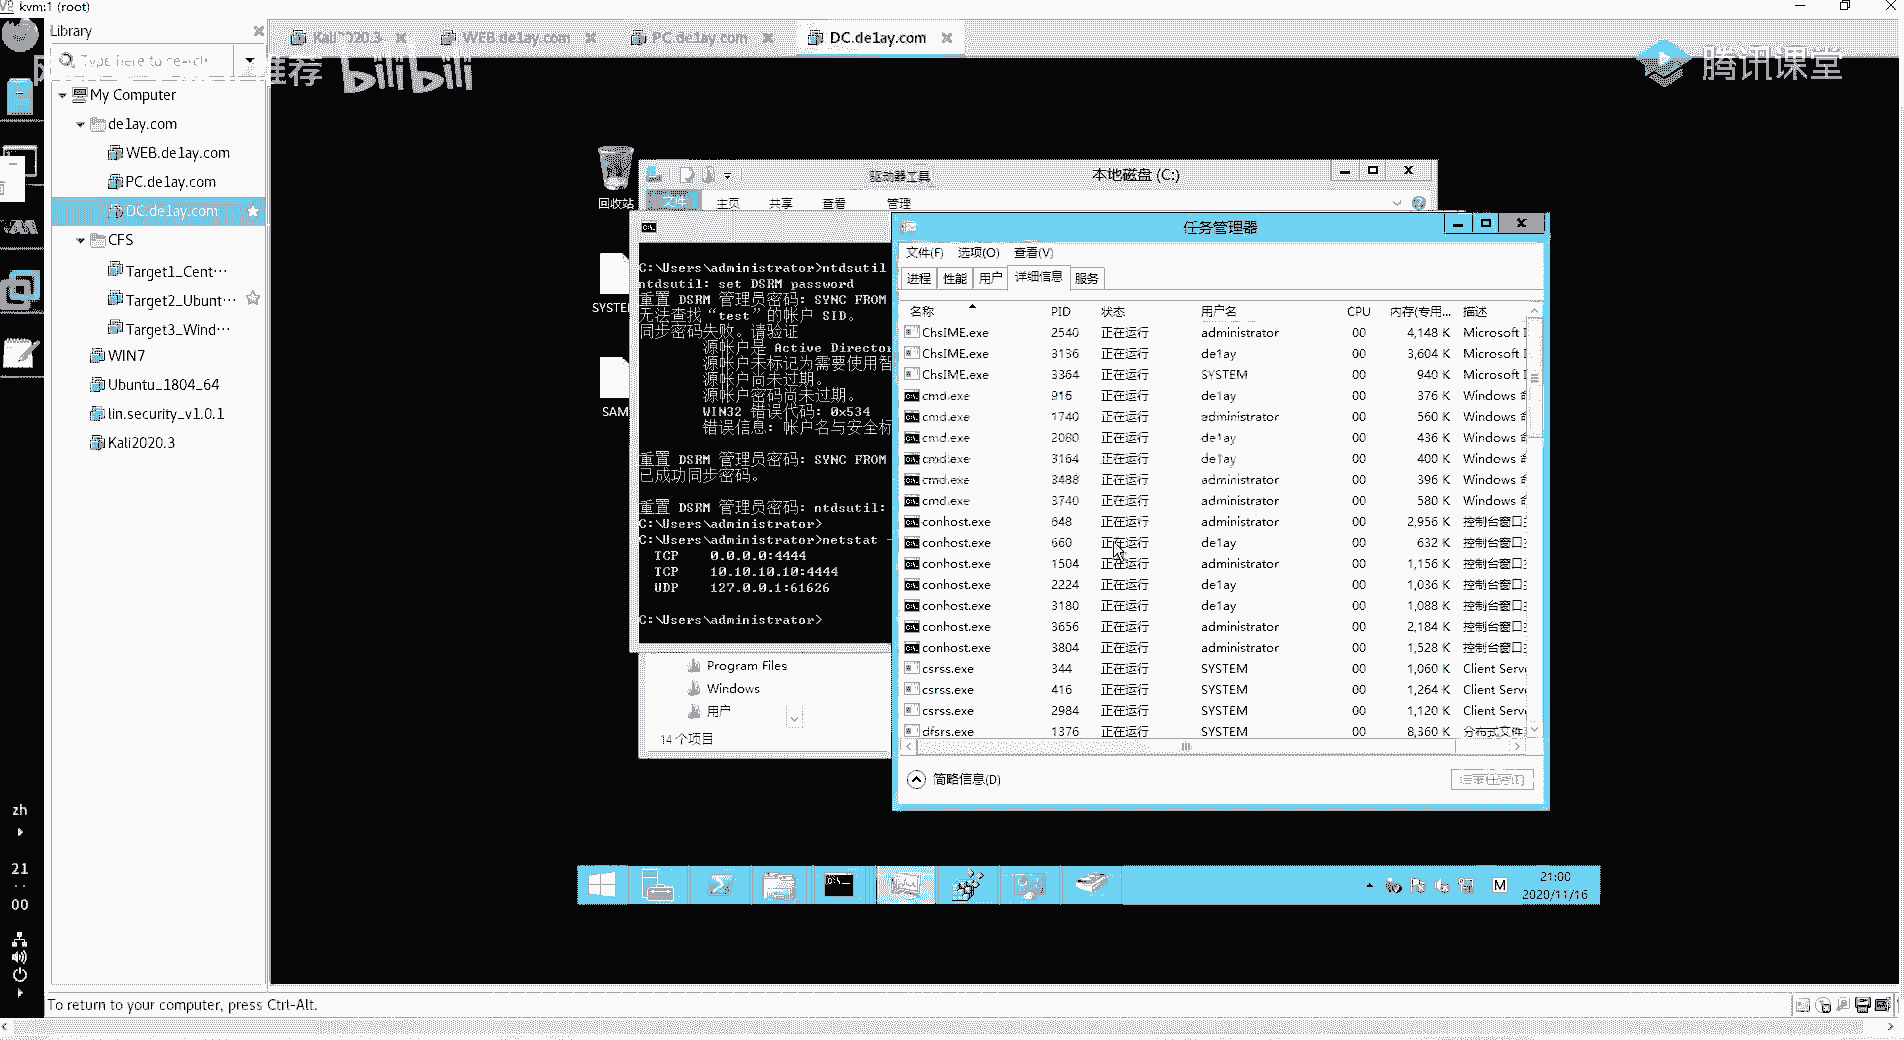 kvm:1 (root)
Library
Kali2020.3
WEB.de1ay.com
PC.de1ay.com
DC.de1ay.com
Type here to search
推荐
bilibili
腾讯课堂
My Computer
de1ay.com
WEB.de1ay.com
PC.de1ay.com
DC.de1ay.com
CFS
Target1_Cent···
Target2_Ubunt···
Target3_Wind···
WIN7
Ubuntu_1804_64
lin.security_v1.0.1
Kali2020.3
zh
21
00
回收站
SAM
驱动器工具
本地磁盘 (C:)
文件 主页 共享 查看 管理
C:\Users\administrator>ntdsutil
ntdsutil: set DSRM password
重置 DSRM 管理员密码: SYNC FROM
无法查找“test”的帐户 SID。
同步密码失败。请验证
源帐户是 Active Director
源帐户未标记为需要使用智
源帐户尚未过期。
源帐户密码尚未过期。
WIN32 错误代码: 0x534
错误信息: 帐户名与安全标
重置 DSRM 管理员密码: SYNC FROM
已成功同步密码。
重置 DSRM 管理员密码: ntdsutil:
C:\Users\administrator>
C:\Users\administrator>netstat -
TCP 0.0.0.0:4444
TCP 10.10.10.10:4444
UDP 127.0.0.1:61626
C:\Users\administrator>
Program Files
Windows
用户
14 个项目
任务管理器
文件(F) 选项(O) 查看(V)
进程 性能 用户 详细信息 服务
名称 PID 状态 用户名 CPU 内存(专用... 描述
ChsIME.exe 2540 正在运行 administrator 00 4,148 K Microsoft I
ChsIME.exe 3136 正在运行 de1ay 00 3,604 K Microsoft I
ChsIME.exe 3364 正在运行 SYSTEM 00 940 K Microsoft I
cmd.exe 916 正在运行 de1ay 00 376 K Windows 命
cmd.exe 1740 正在运行 administrator 00 560 K Windows 命
cmd.exe 2080 正在运行 de1ay 00 436 K Windows 命
cmd.exe 3164 正在运行 de1ay 00 400 K Windows 命
cmd.exe 3488 正在运行 administrator 00 396 K Windows 命
cmd.exe 3740 正在运行 administrator 00 580 K Windows 命
conhost.exe 648 正在运行 administrator 00 2,956 K 控制台窗口
conhost.exe 660 正在运行 de1ay 00 632 K 控制台窗口
conhost.exe 1504 正在运行 administrator 00 1,156 K 控制台窗口
conhost.exe 2224 正在运行 de1ay 00 1,036 K 控制台窗口
conhost.exe 3180 正在运行 de1ay 00 1,088 K 控制台窗口
conhost.exe 3656 正在运行 administrator 00 2,184 K 控制台窗口
conhost.exe 3804 正在运行 administrator 00 1,528 K 控制台窗口
csrss.exe 344 正在运行 SYSTEM 00 1,060 K Client Serv
csrss.exe 416 正在运行 SYSTEM 00 1,264 K Client Serv
csrss.exe 2984 正在运行 SYSTEM 00 1,120 K Client Serv
dfsrs.exe 1376 正在运行 SYSTEM 00 8,360 K 分布式文件
简略信息(D)
结束任务(E)
M
21:00
2020/11/16
To return to your computer, press Ctrl-Alt.